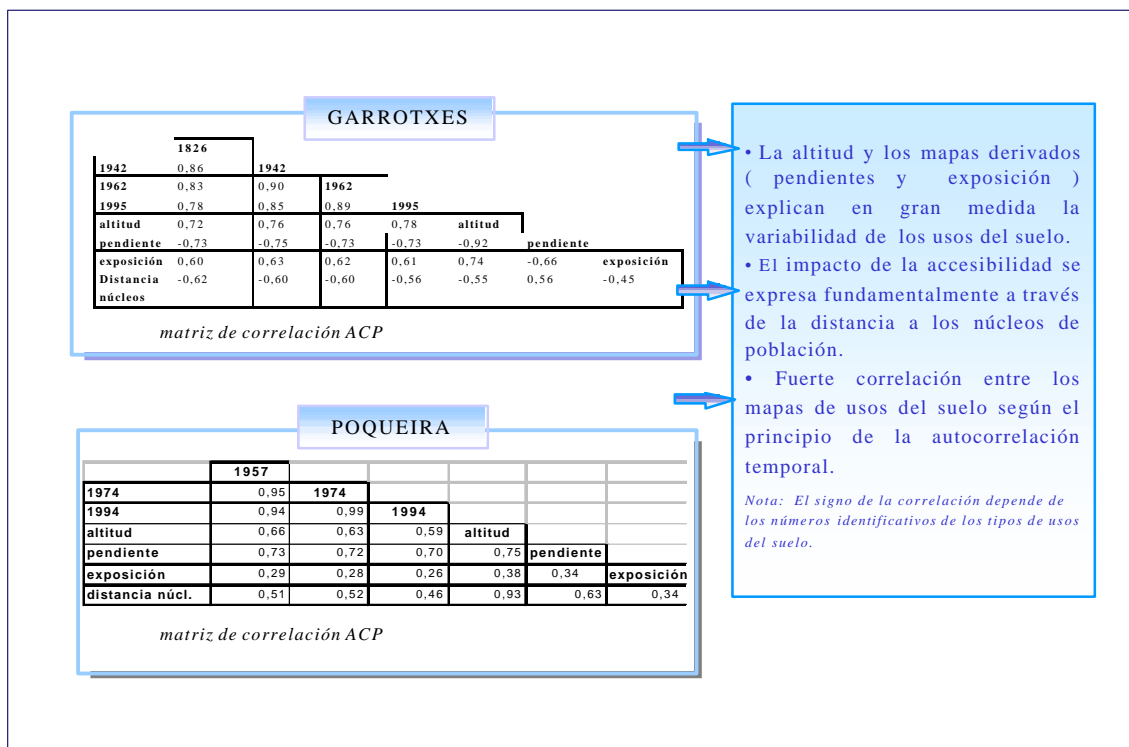 GARROTXES
1826
1942 0,86 1942
1962 0,83 0,90 1962
1995 0,78 0,85 0,89 1995
altitud 0,72 0,76 0,76 0,78 altitud
pendiente -0,73 -0,75 -0,73 -0,73 -0,92 pendiente
exposición 0,60 0,63 0,62 0,61 0,74 -0,66 exposición
Distancia -0,62 -0,60 -0,60 -0,56 -0,55 0,56 -0,45
núcleos
matriz de correlación ACP
POQUEIRA
1957
1974 0,95 1974
1994 0,94 0,99 1994
altitud 0,66 0,63 0,59 altitud
pendiente 0,73 0,72 0,70 0,75 pendiente
exposición 0,29 0,28 0,26 0,38 0,34 exposición
distancia núcl. 0,51 0,52 0,46 0,93 0,63 0,34
matriz de correlación ACP
• La altitud y los mapas derivados
( pendientes y exposición )
explican en gran medida la
variabilidad de los usos del suelo.
• El impacto de la accesibilidad se
expresa fundamentalmente a través
de la distancia a los núcleos de
población.
• Fuerte correlación entre los
mapas de usos del suelo según el
principio de la autocorrelación
temporal.
Nota: El signo de la correlación depende de
los números identificativos de los tipos de usos
del suelo.